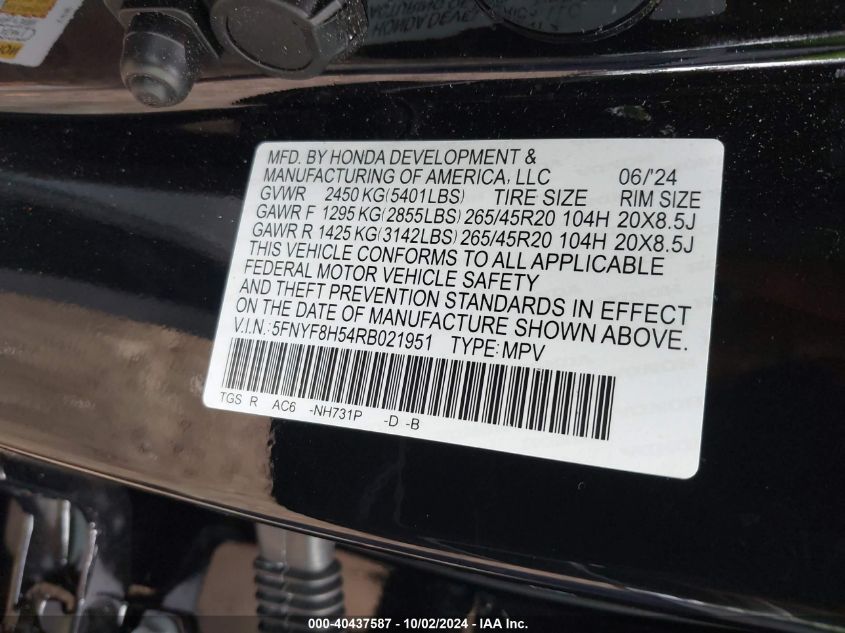 MFD. BY HONDA DEVELOPMENT &
MANUFACTURING OF AMERICA, LLC 06/'24
GVWR 2450 KG(5401LBS) TIRE SIZE RIM SIZE
GAWR F 1295 KG(2855LBS) 265/45R20 104H 20X8.5J
GAWR R 1425 KG(3142LBS) 265/45R20 104H 20X8.5J
THIS VEHICLE CONFORMS TO ALL APPLICABLE
FEDERAL MOTOR VEHICLE SAFETY
AND THEFT PREVENTION STANDARDS IN EFFECT
ON THE DATE OF MANUFACTURE SHOWN ABOVE.
V.I.N.: 5FNYF8H54RB021951 TYPE: MPV
TGS R AC6 -NH731P -D -B
000-40437587 - 10/02/2024 - IAA Inc.